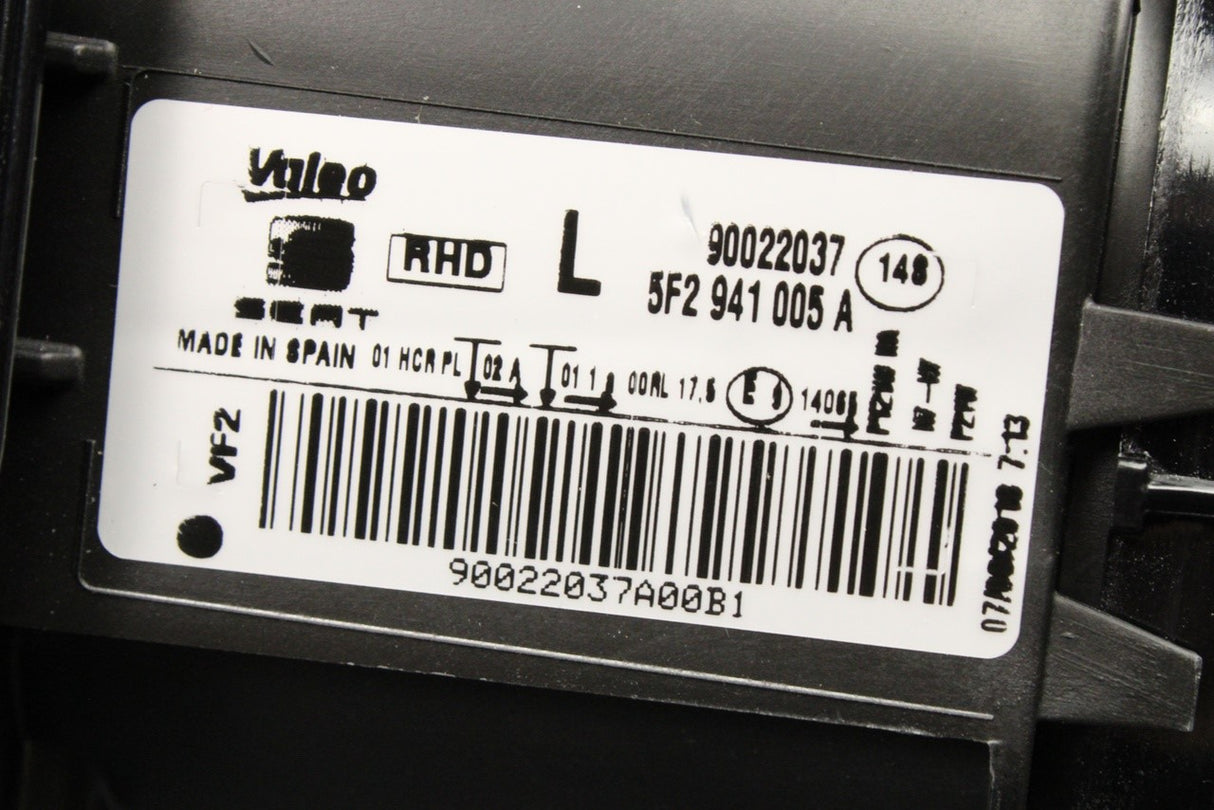 Valeo
SEAT
RHD
L
90022037
148
5F2 941 005 A
MADE IN SPAIN 01 HCR PL 02 A 01 1 00RL 17,5 E 9
VF2
7:13
90022037A00B1